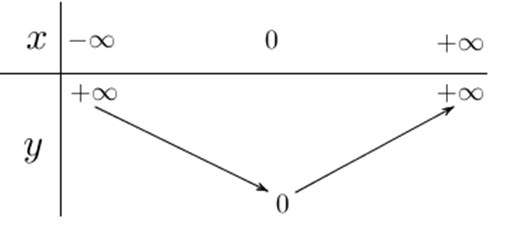 x −∞ 0 +∞
+∞ +∞
y
0